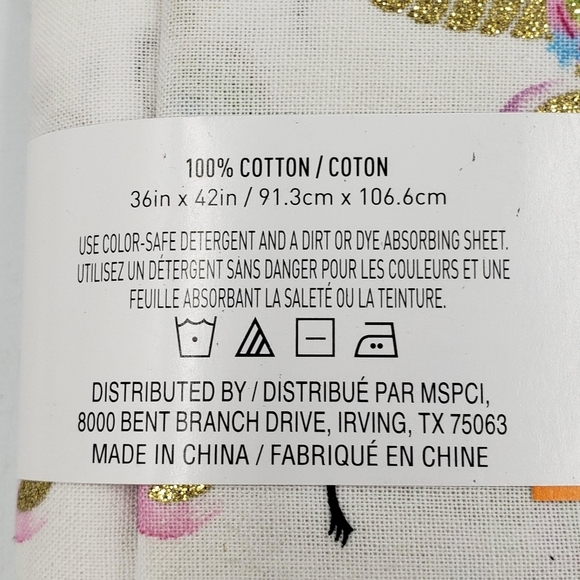 100% COTTON / COTON
36in x 42in / 91.3cm x 106.6cm
USE COLOR-SAFE DETERGENT AND A DIRT OR DYE ABSORBING SHEET.
UTILISEZ UN DÉTERGENT SANS DANGER POUR LES COULEURS ET UNE
FEUILLE ABSORBANT LA SALETÉ OU LA TEINTURE.
DISTRIBUTED BY / DISTRIBUÉ PAR MSPCI,
8000 BENT BRANCH DRIVE, IRVING, TX 75063
MADE IN CHINA / FABRIQUÉ EN CHINE